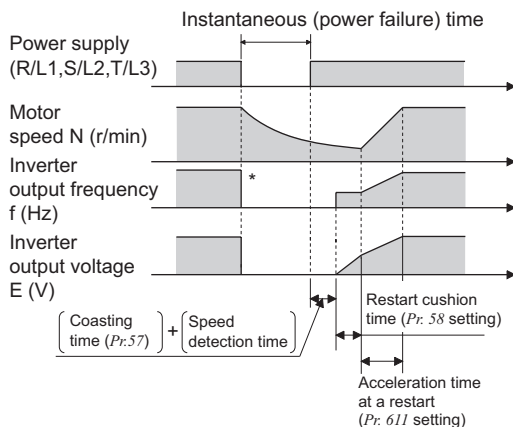 Instantaneous (power failure) time
Power supply
(R/L1,S/L2,T/L3)
Motor
speed N (r/min)
Inverter
output frequency
f (Hz)
*
Inverter
output voltage
E (V)
Coasting
time (Pr.57)
+
Speed
detection time
Restart cushion
time (Pr. 58 setting)
Acceleration time
at a restart
(Pr. 611 setting)